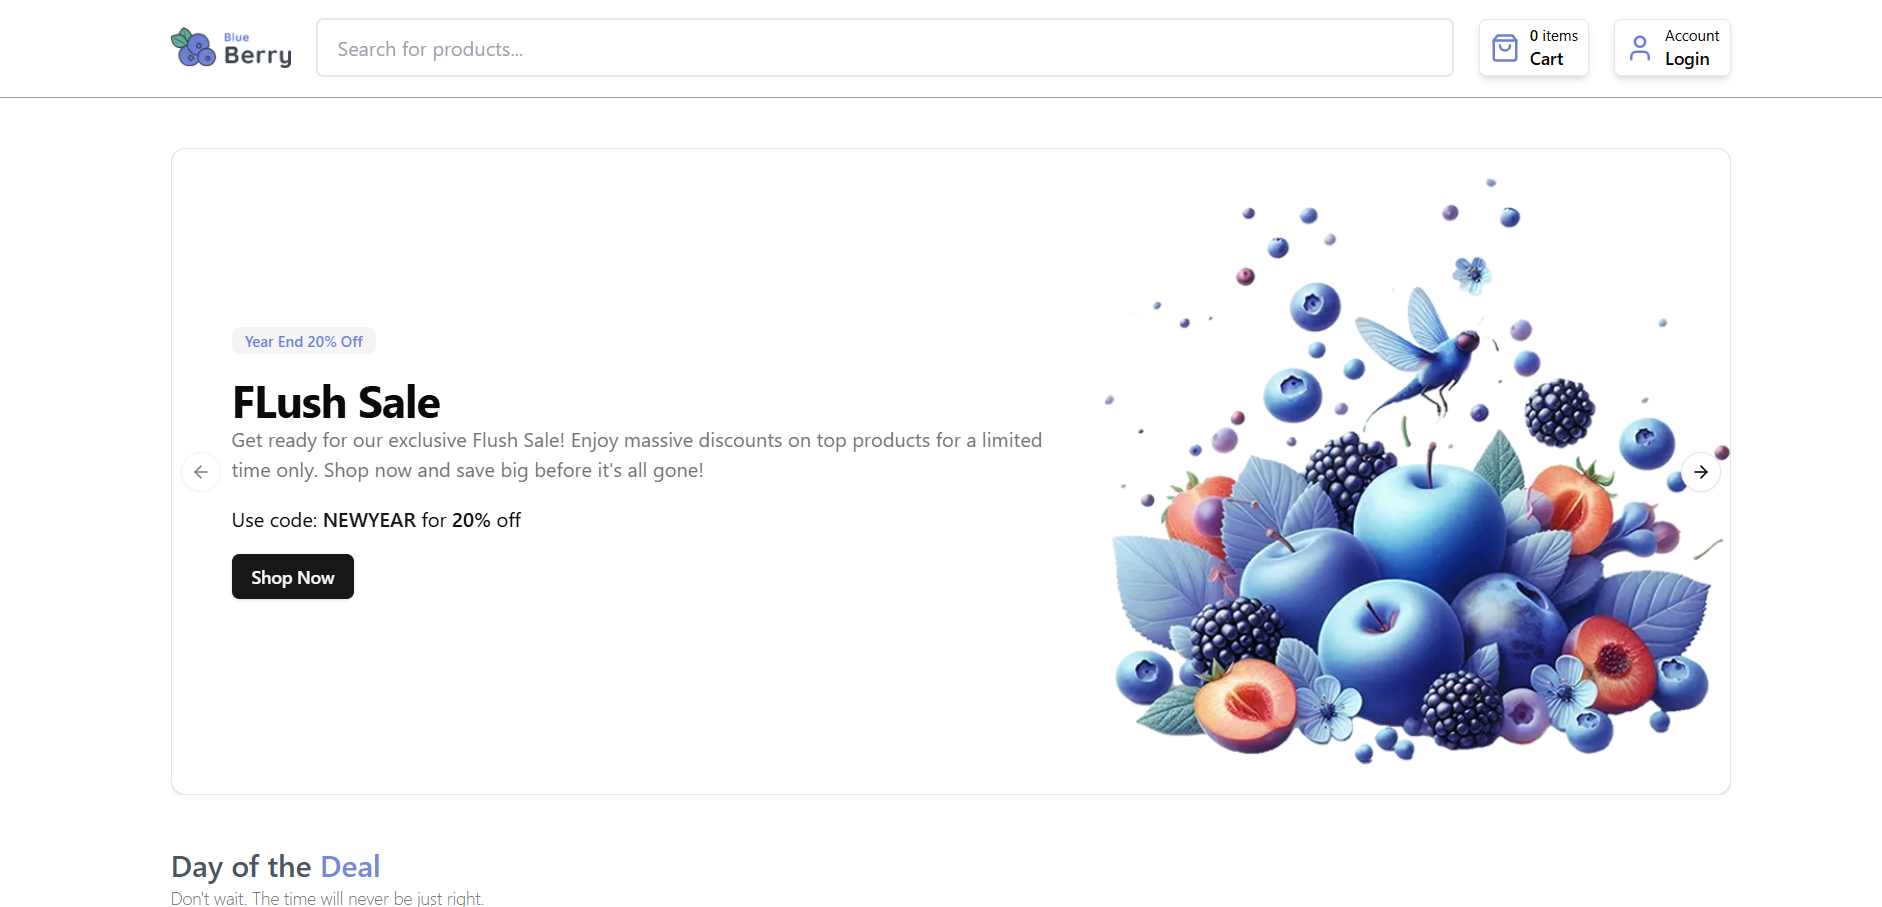 Blue
Berry
Search for products...
0 items
Cart
Account
Login
Year End 20% Off
FLush Sale
Get ready for our exclusive Flush Sale! Enjoy massive discounts on top products for a limited
time only. Shop now and save big before it's all gone!
Use code: NEWYEAR for 20% off
Shop Now
Day of the Deal
Don't wait. The time will never be just right.